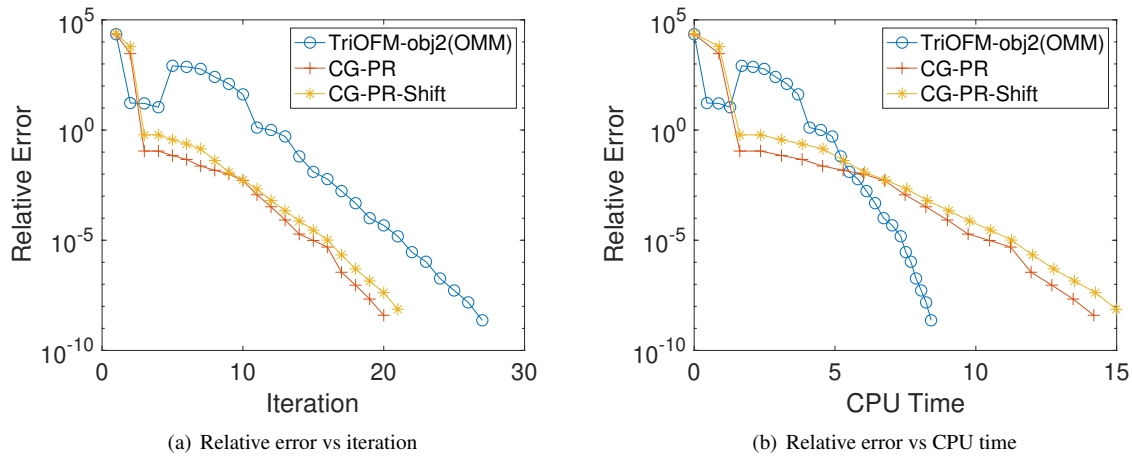 10^5
10^0
10^-5
10^-10
Relative Error
0 10 20 30
Iteration
TriOFM-obj2(OMM)
CG-PR
CG-PR-Shift
(a) Relative error vs iteration
10^5
10^0
10^-5
10^-10
Relative Error
0 5 10 15
CPU Time
TriOFM-obj2(OMM)
CG-PR
CG-PR-Shift
(b) Relative error vs CPU time